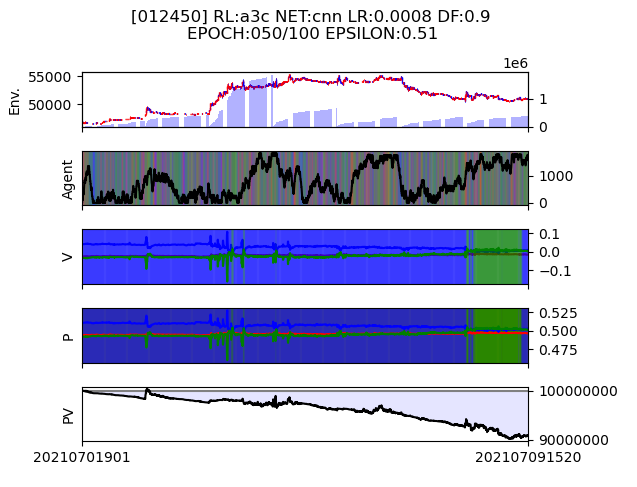 [012450] RL:a3c NET:cnn LR:0.0008 DF:0.9
EPOCH:050/100 EPSILON:0.51
1e6
Env.
55000
50000
1
0
Agent
1000
0
V
0.1
0.0
−0.1
P
0.525
0.500
0.475
PV
100000000
90000000
20210701901
202107091520